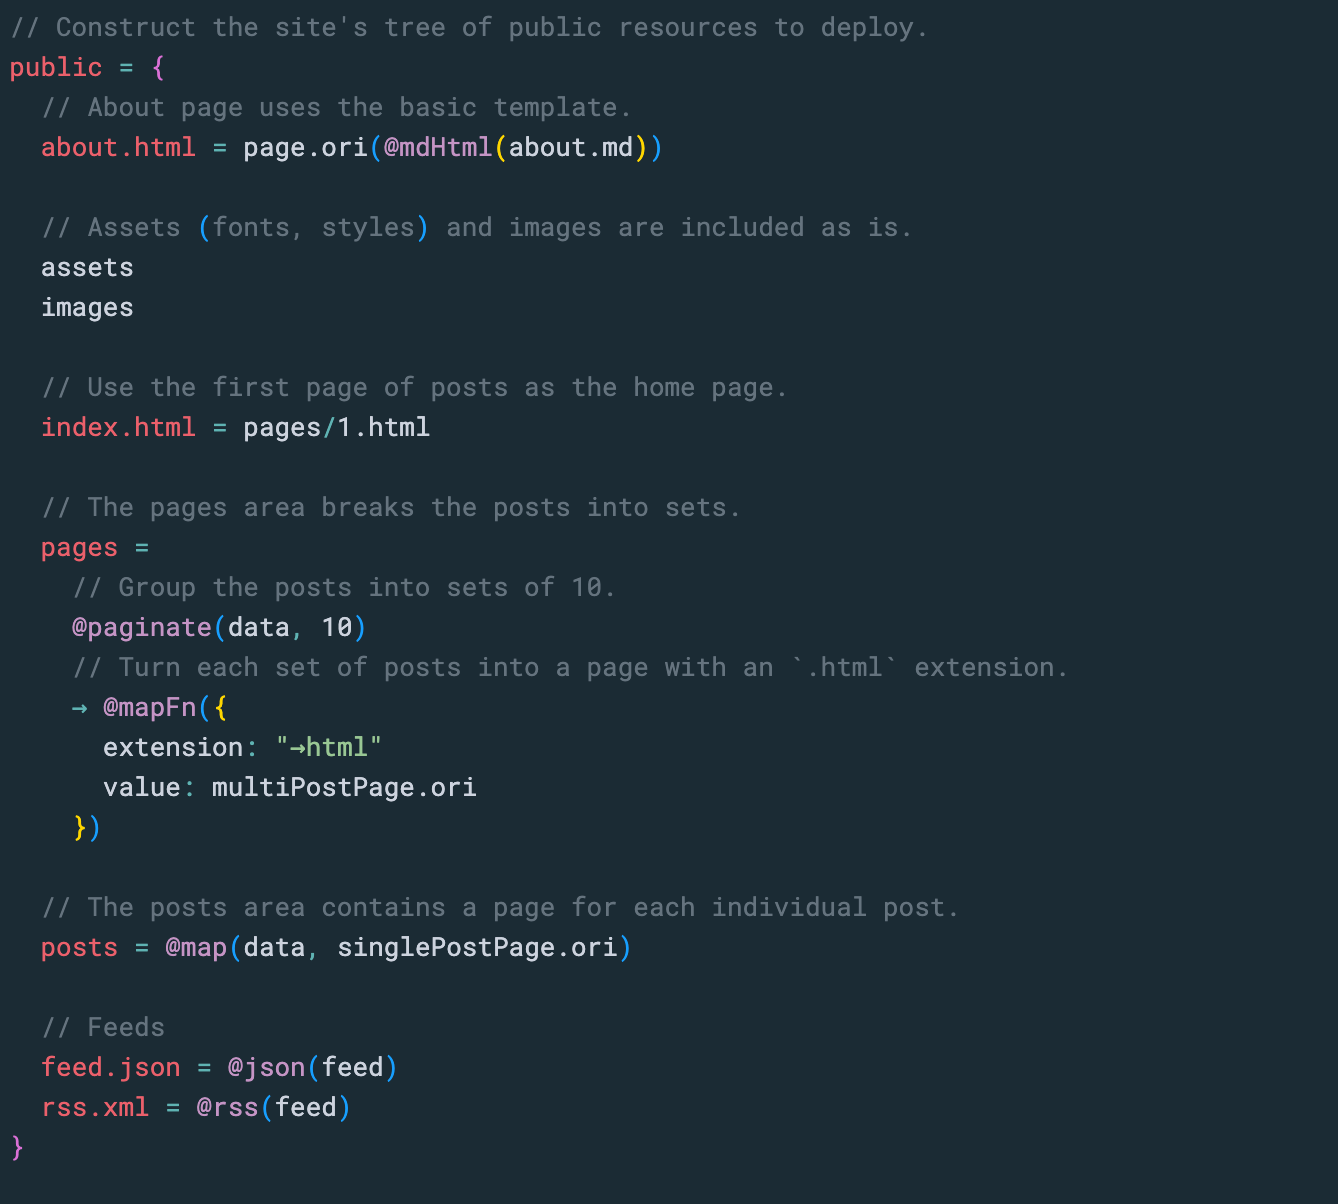 // Construct the site's tree of public resources to deploy.
public = {
  // About page uses the basic template.
  about.html = page.ori(@mdHtml(about.md))

  // Assets (fonts, styles) and images are included as is.
  assets
  images

  // Use the first page of posts as the home page.
  index.html = pages/1.html

  // The pages area breaks the posts into sets.
  pages =
    // Group the posts into sets of 10.
    @paginate(data, 10)
    // Turn each set of posts into a page with an `.html` extension.
    → @mapFn({
      extension: "→html"
      value: multiPostPage.ori
    })

  // The posts area contains a page for each individual post.
  posts = @map(data, singlePostPage.ori)

  // Feeds
  feed.json = @json(feed)
  rss.xml = @rss(feed)
}